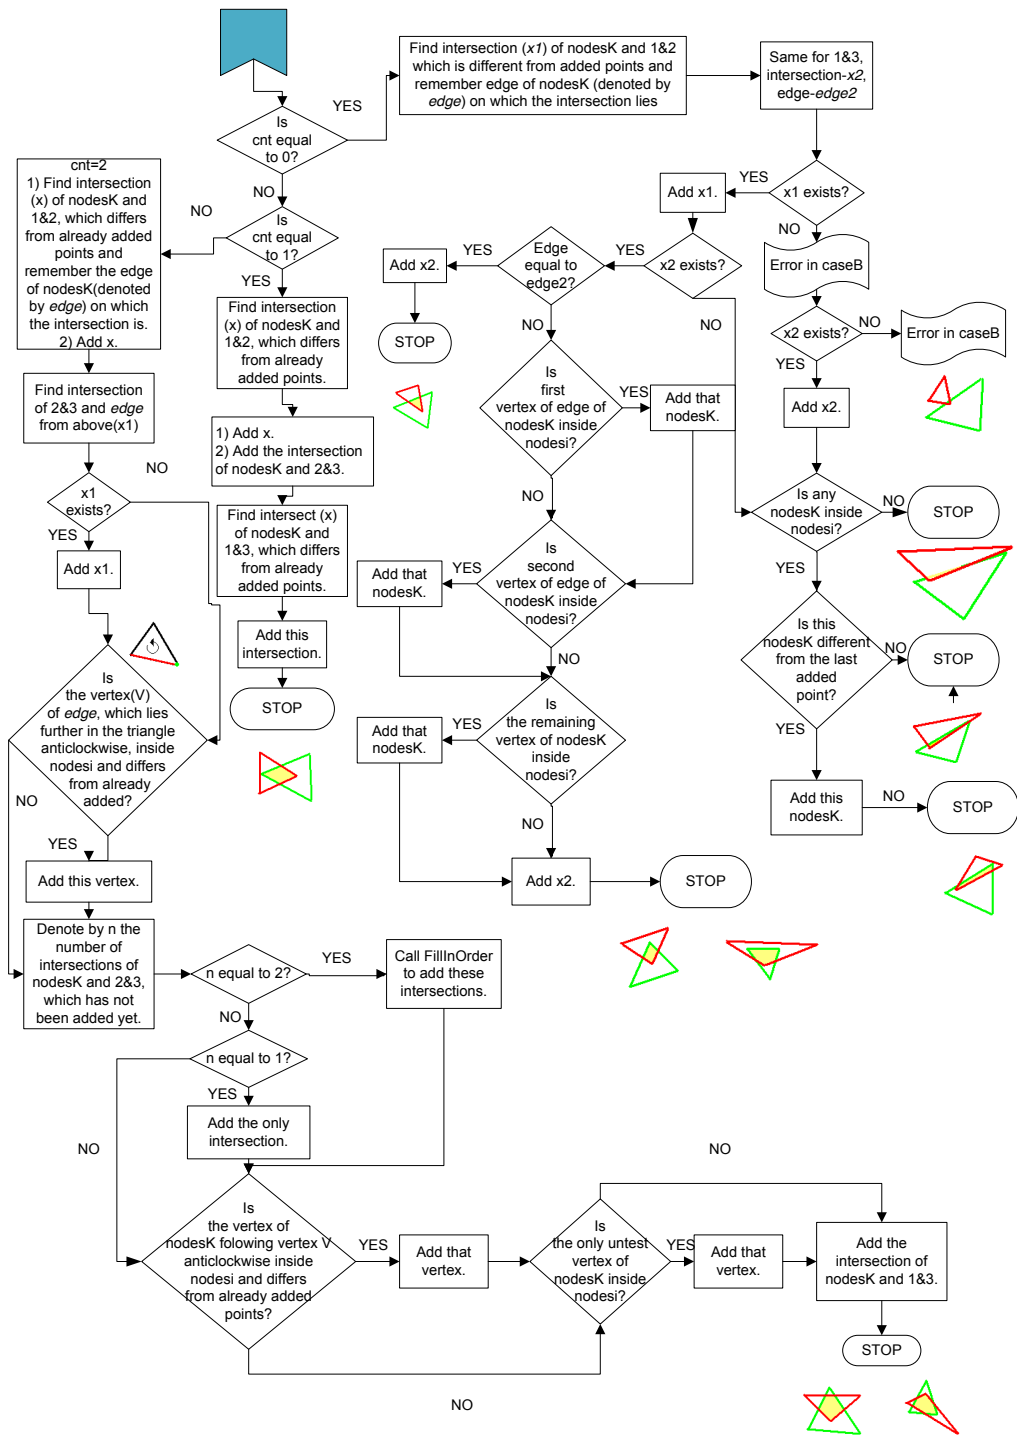 Find intersection (x1) of nodesK and 1&2
which is different from added points and
remember edge of nodesK (denoted
by edge) on which the intersection lies
Same for 1&3,
intersection-x2,
edge-edge2
YES
Is
cnt equal
to 0?
NO
cnt=2
1) Find intersection
(x) of nodesK and
1&2, which differs
from already added
points and
remember the edge
of nodesK(denoted
by edge) on which
the intersection is.
2) Add x.
NO
Is
cnt equal
to 1?
YES
YES
x1 exists?
NO
Add x1.
Error in caseB
x2 exists?
YES
Edge
equal to
edge2?
YES
Add x2.
STOP
NO
NO
x2 exists?
NO
Error in caseB
YES
Add x2.
Find intersection
(x) of nodesK and
1&2, which differs
from already
added points.
Find intersection
of 2&3 and edge
from above(x1)
Is
first
vertex of edge of
nodesK inside
nodesi?
YES
Add that
nodesK.
NO
1) Add x.
2) Add the intersection
of nodesK and 2&3.
NO
x1
exists?
YES
Add x1.
Find intersect (x)
of nodesK and
1&3, which differs
from already
added points.
Is any
nodesK inside
nodesi?
NO
STOP
YES
Is
second
vertex of edge of
nodesK inside
nodesi?
YES
Add that
nodesK.
NO
Add this
intersection.
STOP
Is this
nodesK different
from the last
added
point?
NO
STOP
YES
Is
the vertex(V)
of edge, which lies
further in the triangle
anticlockwise, inside
nodesi and differs
from already
added?
NO
YES
Is
the remaining
vertex of nodesK
inside
nodesi?
YES
Add that
nodesK.
NO
Add this
nodesK.
NO
STOP
Add this vertex.
Add x2.
STOP
Denote by n the
number of
intersections of
nodesK and 2&3,
which has not
been added yet.
n equal to 2?
YES
Call FillInOrder
to add these
intersections.
NO
n equal to 1?
YES
NO
Add the only
intersection.
NO
Is
the vertex of
nodesK folowing vertex V
anticlockwise inside
nodesi and differs
from already added
points?
YES
Add that
vertex.
Is
the only untest
vertex of
nodesK inside
nodesi?
YES
Add that
vertex.
Add the
intersection of
nodesK and 1&3.
STOP
NO